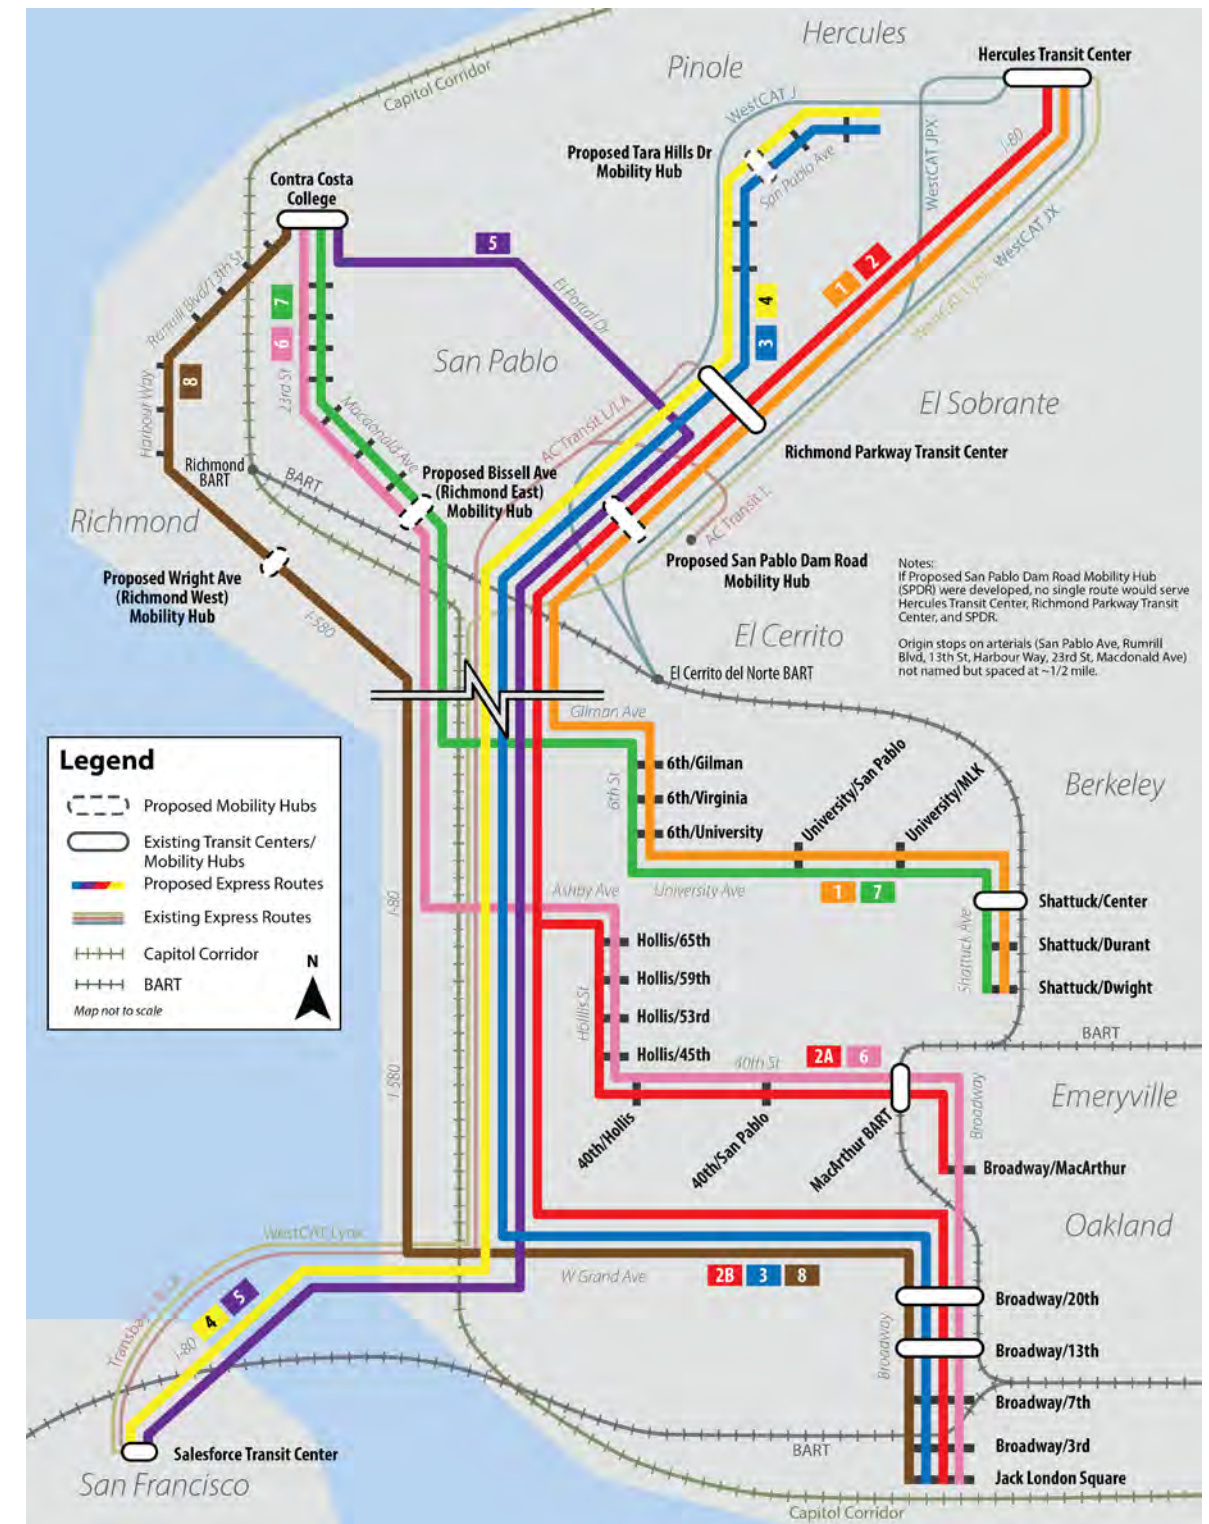 Hercules
Pinole
Hercules Transit Center
Capitol Corridor
WestCAT J
WestCAT JPX
I-80
Proposed Tara Hills Dr
Mobility Hub
San Pablo Ave
Contra Costa
College
5
El Portal Dr
WestCAT JX
WestCAT Lynx
1
2
4
3
Rumrill Blvd/13th St
7
6
San Pablo
23rd St
8
Harbour Way
Macdonald Ave
AC Transit L/LA
El Sobrante
Richmond Parkway Transit Center
Richmond
BART
BART
Proposed Bissell Ave
(Richmond East)
Mobility Hub
AC Transit L
Richmond
Proposed San Pablo Dam Road
Mobility Hub
Proposed Wright Ave
(Richmond West)
Mobility Hub
I-580
Notes:
If Proposed San Pablo Dam Road Mobility Hub
(SPDR) were developed, no single route would serve
Hercules Transit Center, Richmond Parkway Transit
Center, and SPDR.
Origin stops on arterials (San Pablo Ave, Rumrill
Blvd, 13th St, Harbour Way, 23rd St, Macdonald Ave)
not named but spaced at ~1/2 mile.
El Cerrito
El Cerrito del Norte BART
Gilman Ave
Legend
Proposed Mobility Hubs
Existing Transit Centers/
Mobility Hubs
Proposed Express Routes
Existing Express Routes
Capitol Corridor
BART
Map not to scale
N
6th St
6th/Gilman
6th/Virginia
6th/University
University/San Pablo
University/MLK
Berkeley
I-80
Ashby Ave
University Ave
1
7
Shattuck Ave
Shattuck/Center
Shattuck/Durant
Shattuck/Dwight
Hollis/65th
Hollis/59th
Hollis St
Hollis/53rd
Hollis/45th
BART
40th St
2A
6
I-580
40th/Hollis
40th/San Pablo
MacArthur BART
Broadway
Emeryville
Broadway/MacArthur
Oakland
WestCAT Lynx
W Grand Ave
2B
3
8
4
5
I-80
Broadway
Broadway/20th
Broadway/13th
Broadway/7th
Broadway/3rd
Jack London Square
Salesforce Transit Center
San Francisco
BART
Capitol Corridor